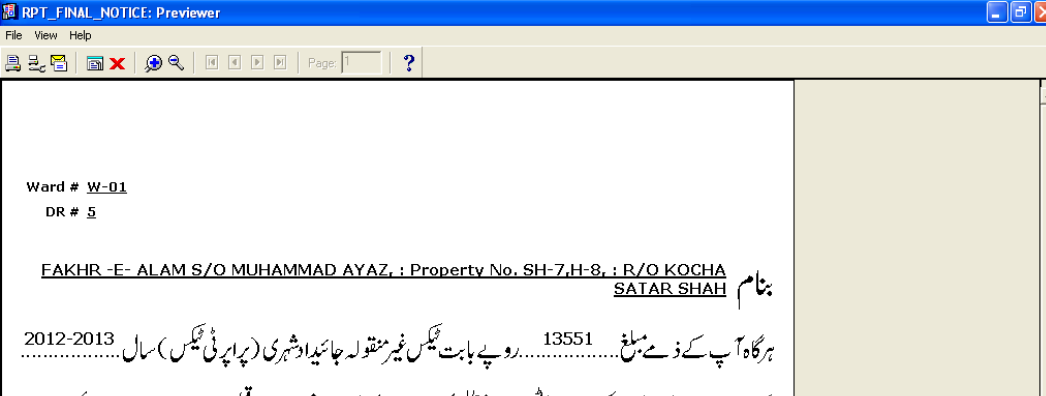 RPT_FINAL_NOTICE: Previewer
File View Help
Page: 1 ?
Ward # W-01
DR # 5
FAKHR -E- ALAM S/O MUHAMMAD AYAZ, : Property No. SH-7,H-8, : R/O KOCHA
SATAR SHAH
بنام
ہرگاہ آپ کے ذمے مبلغ ......13551...... روپے بابت ٹیکس غیر منقولہ جائیداد شہری (پراپرٹی ٹیکس) سال ......2012-2013......